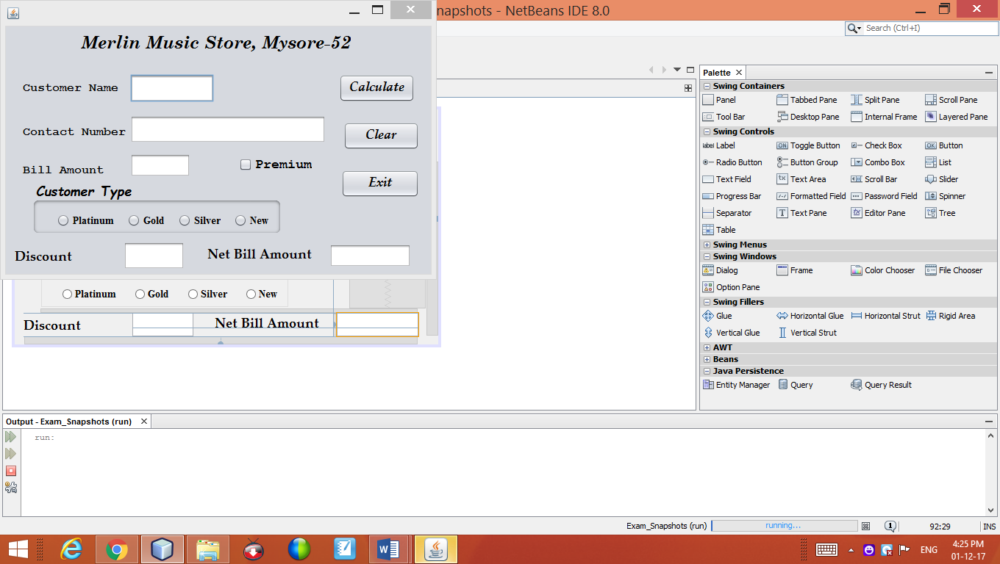 napshots - NetBeans IDE 8.0
Search (Ctrl+I)
Merlin Music Store, Mysore-52
Customer Name
Calculate
Contact Number
Clear
Bill Amount
Premium
Exit
Customer Type
Platinum Gold Silver New
Discount
Net Bill Amount
Platinum Gold Silver New
Discount
Net Bill Amount
Palette
Swing Containers
Panel Tabbed Pane Split Pane Scroll Pane
Tool Bar Desktop Pane Internal Frame Layered Pane
Swing Controls
label Label ON Toggle Button Check Box OK Button
Radio Button Button Group Combo Box List
Text Field Text Area Scroll Bar Slider
Progress Bar Formatted Field Password Field Spinner
Separator Text Pane Editor Pane Tree
Table
Swing Menus
Swing Windows
Dialog Frame Color Chooser File Chooser
Option Pane
Swing Fillers
Glue Horizontal Glue Horizontal Strut Rigid Area
Vertical Glue Vertical Strut
AWT
Beans
Java Persistence
Entity Manager Query Query Result
Output - Exam_Snapshots (run)
run:
Exam_Snapshots (run) running... 1 92:29 INS
ENG
4:25 PM
01-12-17